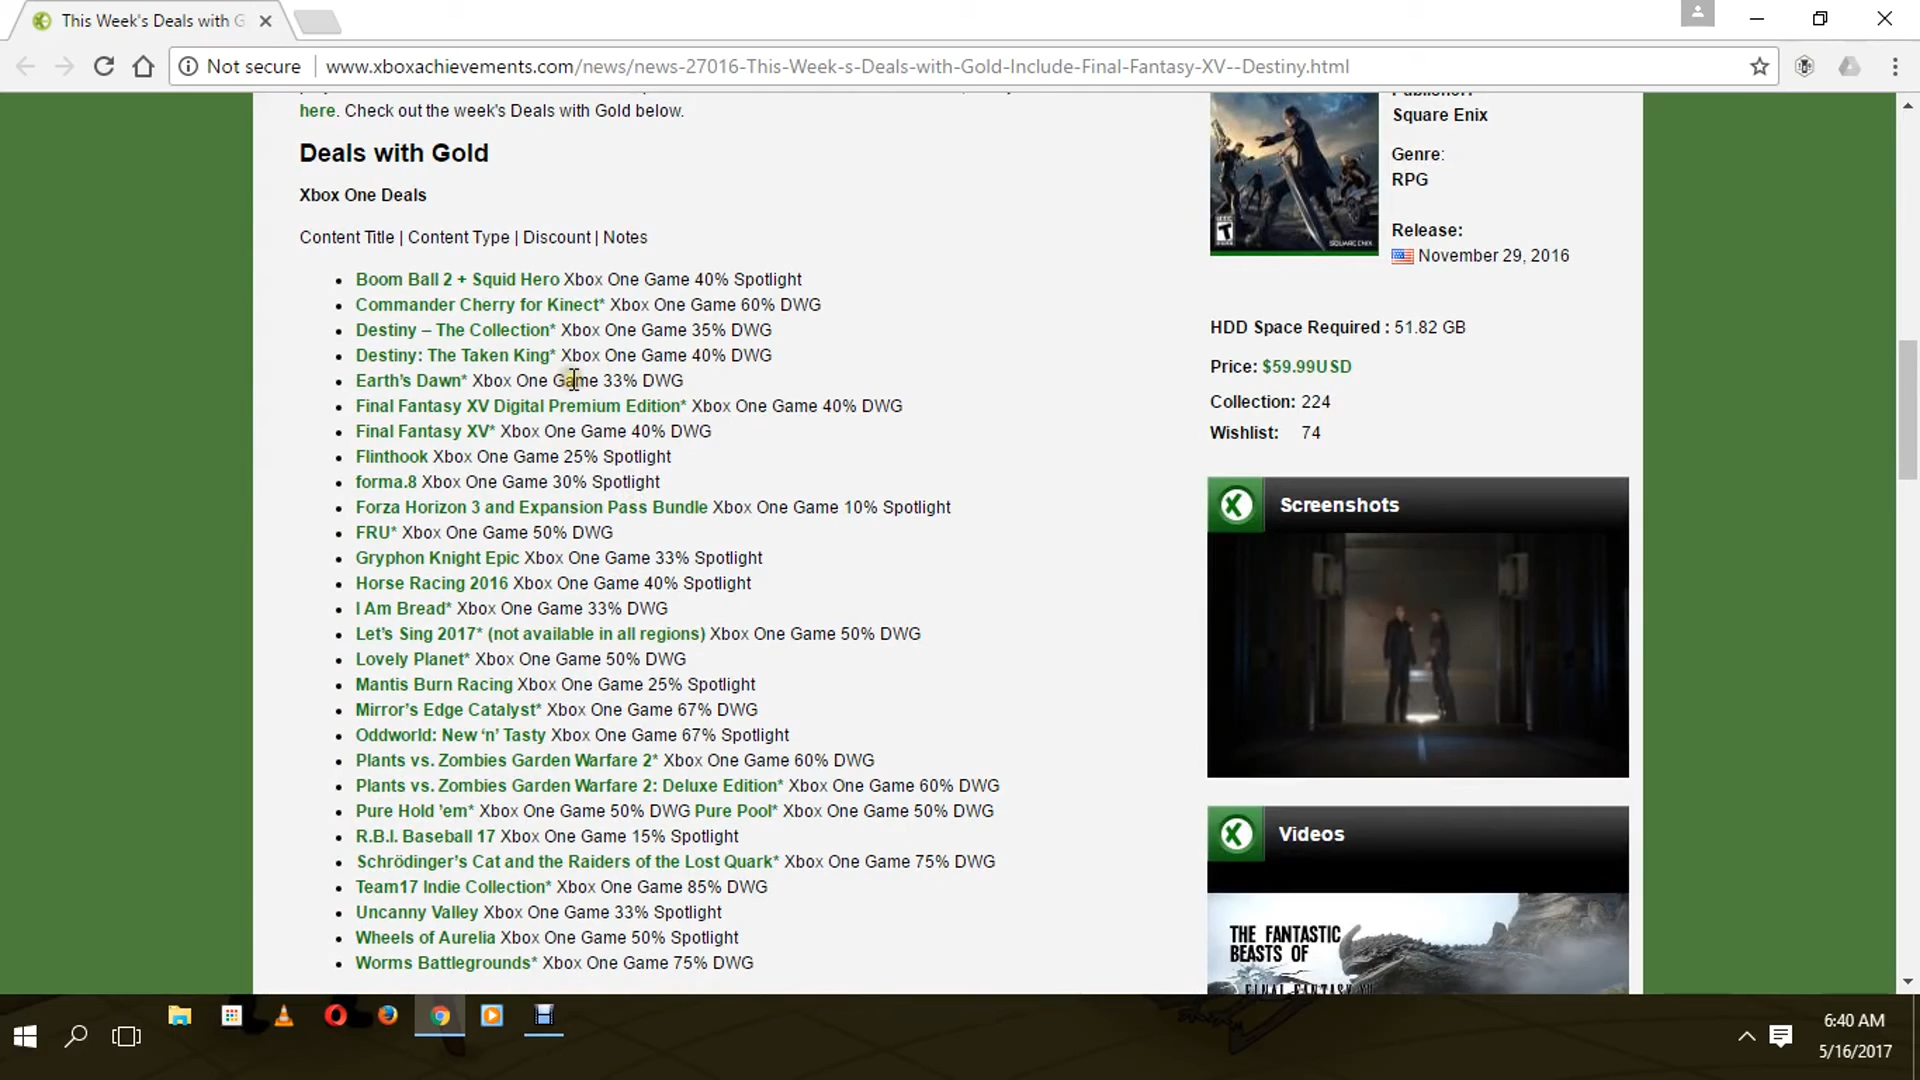 This Week's Deals with G
Not secure
www.xboxachievements.com/news/news-27016-This-Week-s-Deals-with-Gold-Include-Final-Fantasy-XV--Destiny.html
here. Check out the week's Deals with Gold below.
Deals with Gold
Xbox One Deals
Content Title | Content Type | Discount | Notes
Boom Ball 2 + Squid Hero Xbox One Game 40% Spotlight
Commander Cherry for Kinect* Xbox One Game 60% DWG
Destiny – The Collection* Xbox One Game 35% DWG
Destiny: The Taken King* Xbox One Game 40% DWG
Earth's Dawn* Xbox One Game 33% DWG
Final Fantasy XV Digital Premium Edition* Xbox One Game 40% DWG
Final Fantasy XV* Xbox One Game 40% DWG
Flinthook Xbox One Game 25% Spotlight
forma.8 Xbox One Game 30% Spotlight
Forza Horizon 3 and Expansion Pass Bundle Xbox One Game 10% Spotlight
FRU* Xbox One Game 50% DWG
Gryphon Knight Epic Xbox One Game 33% Spotlight
Horse Racing 2016 Xbox One Game 40% Spotlight
I Am Bread* Xbox One Game 33% DWG
Let's Sing 2017* (not available in all regions) Xbox One Game 50% DWG
Lovely Planet* Xbox One Game 50% DWG
Mantis Burn Racing Xbox One Game 25% Spotlight
Mirror's Edge Catalyst* Xbox One Game 67% DWG
Oddworld: New 'n' Tasty Xbox One Game 67% Spotlight
Plants vs. Zombies Garden Warfare 2* Xbox One Game 60% DWG
Plants vs. Zombies Garden Warfare 2: Deluxe Edition* Xbox One Game 60% DWG
Pure Hold 'em* Xbox One Game 50% DWG Pure Pool* Xbox One Game 50% DWG
R.B.I. Baseball 17 Xbox One Game 15% Spotlight
Schrödinger's Cat and the Raiders of the Lost Quark* Xbox One Game 75% DWG
Team17 Indie Collection* Xbox One Game 85% DWG
Uncanny Valley Xbox One Game 33% Spotlight
Wheels of Aurelia Xbox One Game 50% Spotlight
Worms Battlegrounds* Xbox One Game 75% DWG
Publisher:
Square Enix
Genre:
RPG
Release:
November 29, 2016
T
SQUARE ENIX
HDD Space Required : 51.82 GB
Price: $59.99USD
Collection: 224
Wishlist: 74
Screenshots
Videos
THE FANTASTIC
BEASTS OF
FINAL FANTASY XV
6:40 AM
5/16/2017